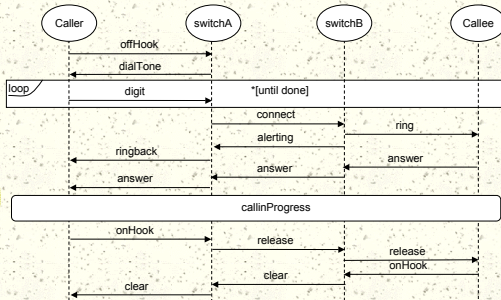 Caller switchA switchB Callee
offHook
dialTone
loop
digit *[until done]
connect
ring
alerting
ringback answer
answer
answer
callinProgress
onHook
release
release
onHook
clear
clear